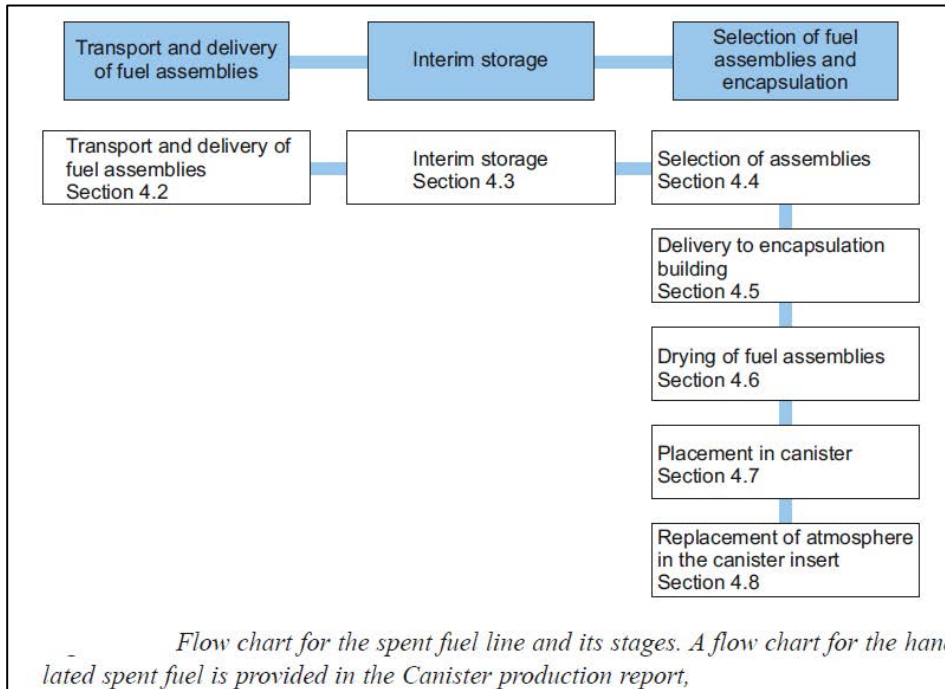 Transport and delivery
of fuel assemblies
Interim storage
Selection of fuel
assemblies and
encapsulation
Transport and delivery of
fuel assemblies
Section 4.2
Interim storage
Section 4.3
Selection of assemblies
Section 4.4
Delivery to encapsulation
building
Section 4.5
Drying of fuel assemblies
Section 4.6
Placement in canister
Section 4.7
Replacement of atmosphere
in the canister insert
Section 4.8
Flow chart for the spent fuel line and its stages. A flow chart for the
lated spent fuel is provided in the Canister production report,